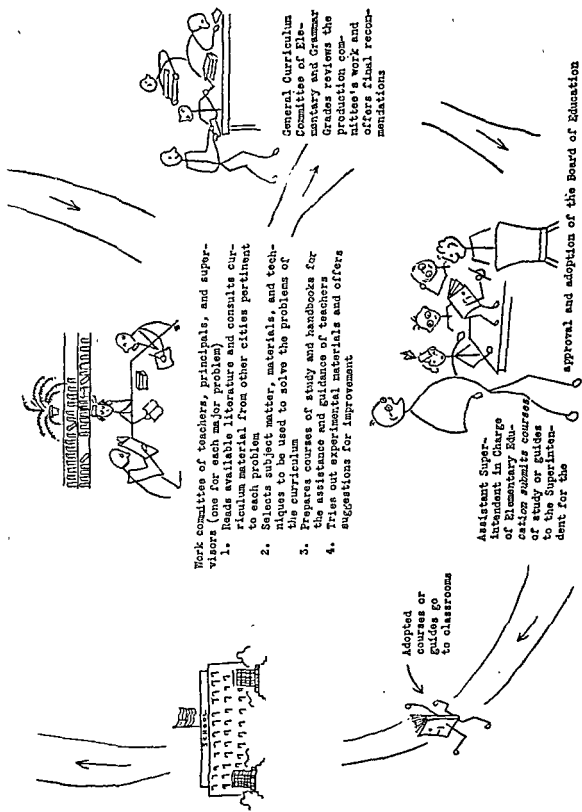 Work committee of teachers, principals, and super-
visors (one for each major problem)
1. Reads available literature and consults cur-
riculum material from other cities pertinent
to each problem
2. Selects subject matter, materials, and tech-
niques to be used to solve the problems of
the curriculum
3. Prepares courses of study and handbooks for
the assistance and guidance of teachers
4. Tries out experimental materials and offers
suggestions for improvement
General Curriculum
Committee of Ele-
mentary and Grammar
Grades reviews the
production com-
mittee's work and
offers final recom-
mendations
SCHOOL
Adopted
courses or
guides go
to classrooms
Assistant Super-
intendent in Charge
of Elementary Edu-
cation submits courses
of study or guides
to the Superinten-
dent for the
approval and adoption of the Board of Education